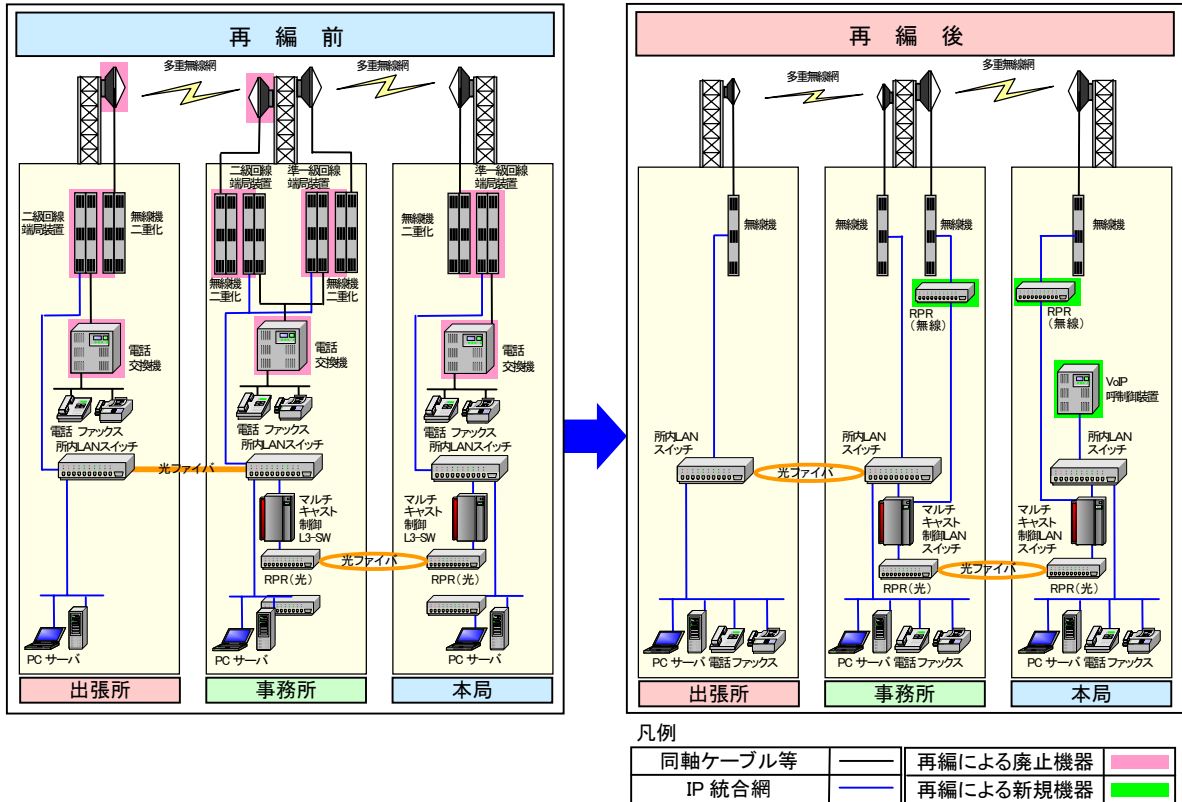 再編前
多重無線網
多重無線網
二級回線
端局装置
無線機
二重化
電話
交換機
電話 ファックス
所内LANスイッチ
光ファイバ
PC サーバ
出張所
二級回線
端局装置
準一級回線
端局装置
無線機
二重化
無線機
二重化
電話
交換機
電話 ファックス
所内LANスイッチ
マルチ
キャスト
制御
L3-SW
RPR(光)
光ファイバ
PC サーバ
事務所
準一級回線
端局装置
無線機
二重化
電話
交換機
電話 ファックス
所内LANスイッチ
マルチ
キャスト
制御
L3-SW
RPR(光)
PC サーバ
本局
再編後
多重無線網
多重無線網
無線機
所内LAN
スイッチ
光ファイバ
PC サーバ 電話 ファックス
出張所
無線機
無線機
RPR
(無線)
所内LAN
スイッチ
マルチ
キャスト
制御LAN
スイッチ
RPR(光)
光ファイバ
PC サーバ 電話 ファックス
事務所
無線機
RPR
(無線)
VoIP
呼制御装置
所内LAN
スイッチ
マルチ
キャスト
制御LAN
スイッチ
RPR(光)
PC サーバ 電話 ファックス
本局
凡例
同軸ケーブル等
再編による廃止機器
IP 統合網
再編による新規機器